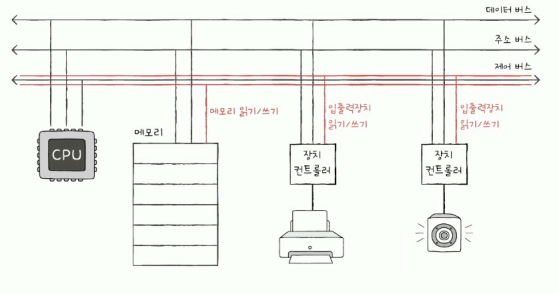 데이터 버스
주소 버스
제어 버스
메모리 읽기/쓰기
입출력장치
읽기/쓰기
입출력장치
읽기/쓰기
CPU
메모리
장치
컨트롤러
장치
컨트롤러